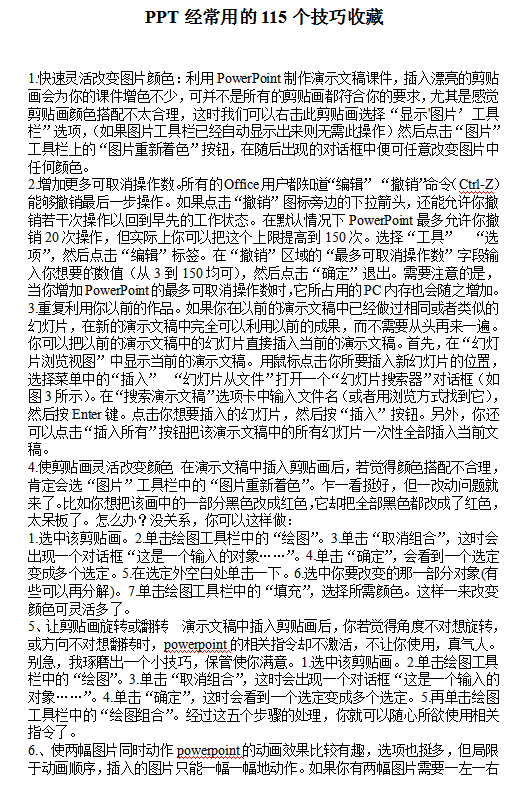 PPT 经常用的 115 个技巧收藏
1.快速灵活改变图片颜色：利用 PowerPoint 制作演示文稿课件，插入漂亮的剪贴
画会为你的课件增色不少，可并不是所有的剪贴画都符合你的要求，尤其是感觉
剪贴画颜色搭配不太合理，这时我们可以右击此剪贴画选择“显示'图片’工具
栏”选项，（如果图片工具栏已经自动显示出来则无需此操作）然后点击“图片”
工具栏上的“图片重新着色”按钮，在随后出现的对话框中便可任意改变图片中
任何颜色。
2.增加更多可取消操作数。所有的 Office 用户都知道“编辑” “撤销”命令（Ctrl-Z）
能够撤销最后一步操作。如果点击“撤销”图标旁边的下拉箭头，还能允许你撤
销若干次操作以回到早先的工作状态。在默认情况下 PowerPoint 最多允许你撤
销 20 次操作，但实际上你可以把这个上限提高到 150 次。选择“工具” “选
项”，然后点击“编辑”标签。在“撤销”区域的“最多可取消操作数”字段输
入你想要的数值（从 3 到 150 均可），然后点击“确定”退出。需要注意的是，
当你增加 PowerPoint 的最多可取消操作数时，它所占用的 PC 内存也会随之增加。
3.重复利用你以前的作品。如果你在以前的演示文稿中已经做过相同或者类似的
幻灯片，在新的演示文稿中完全可以利用以前的成果，而不需要从头再来一遍。
你可以把以前的演示文稿中的幻灯片直接插入当前的演示文稿。首先，在“幻灯
片浏览视图”中显示当前的演示文稿。用鼠标点击你所要插入新幻灯片的位置，
选择菜单中的“插入” “幻灯片从文件”打开一个“幻灯片搜索器”对话框（如
图 3 所示）。在“搜索演示文稿”选项卡中输入文件名（或者用浏览方式找到它），
然后按 Enter 键。点击你想要插入的幻灯片，然后按“插入”按钮。另外，你还
可以点击“插入所有”按钮把该演示文稿中的所有幻灯片一次性全部插入当前文
稿。
4.使剪贴画灵活改变颜色 在演示文稿中插入剪贴画后，若觉得颜色搭配不合理，
肯定会选“图片”工具栏中的“图片重新着色”。乍一看挺好，但一改动问题就
来了。比如你想把该画中的一部分黑色改成红色，它却把全部黑色都改成了红色，
太呆板了。怎么办？没关系，你可以这样做：
1.选中该剪贴画。2.单击绘图工具栏中的“绘图”。3.单击“取消组合”，这时会
出现一个对话框“这是一个输入的对象……”。4.单击“确定”，会看到一个选定
变成多个选定。5.在选定外空白处单击一下。6.选中你要改变的那一部分对象(有
些可以再分解)。7.单击绘图工具栏中的“填充”，选择所需颜色。这样一来改变
颜色可灵活多了。
5、让剪贴画旋转或翻转 演示文稿中插入剪贴画后，你若觉得角度不对想旋转，
或方向不对想翻转时，powerpoint 的相关指令却不激活，不让你使用，真气人。
别急，我琢磨出一个小技巧，保管使你满意。1.选中该剪贴画。2.单击绘图工具
栏中的“绘图”。3.单击“取消组合”，这时会出现一个对话框“这是一个输入的
对象……”。4.单击“确定”，这时会看到一个选定变成多个选定。5.再单击绘图
工具栏中的“绘图组合”。经过这五个步骤的处理，你就可以随心所欲使用相关
指令了。
6.、使两幅图片同时动作 powerpoint 的动画效果比较有趣，选项也挺多，但局限
于动画顺序，插入的图片只能一幅一幅地动作。如果你有两幅图片需要一左一右